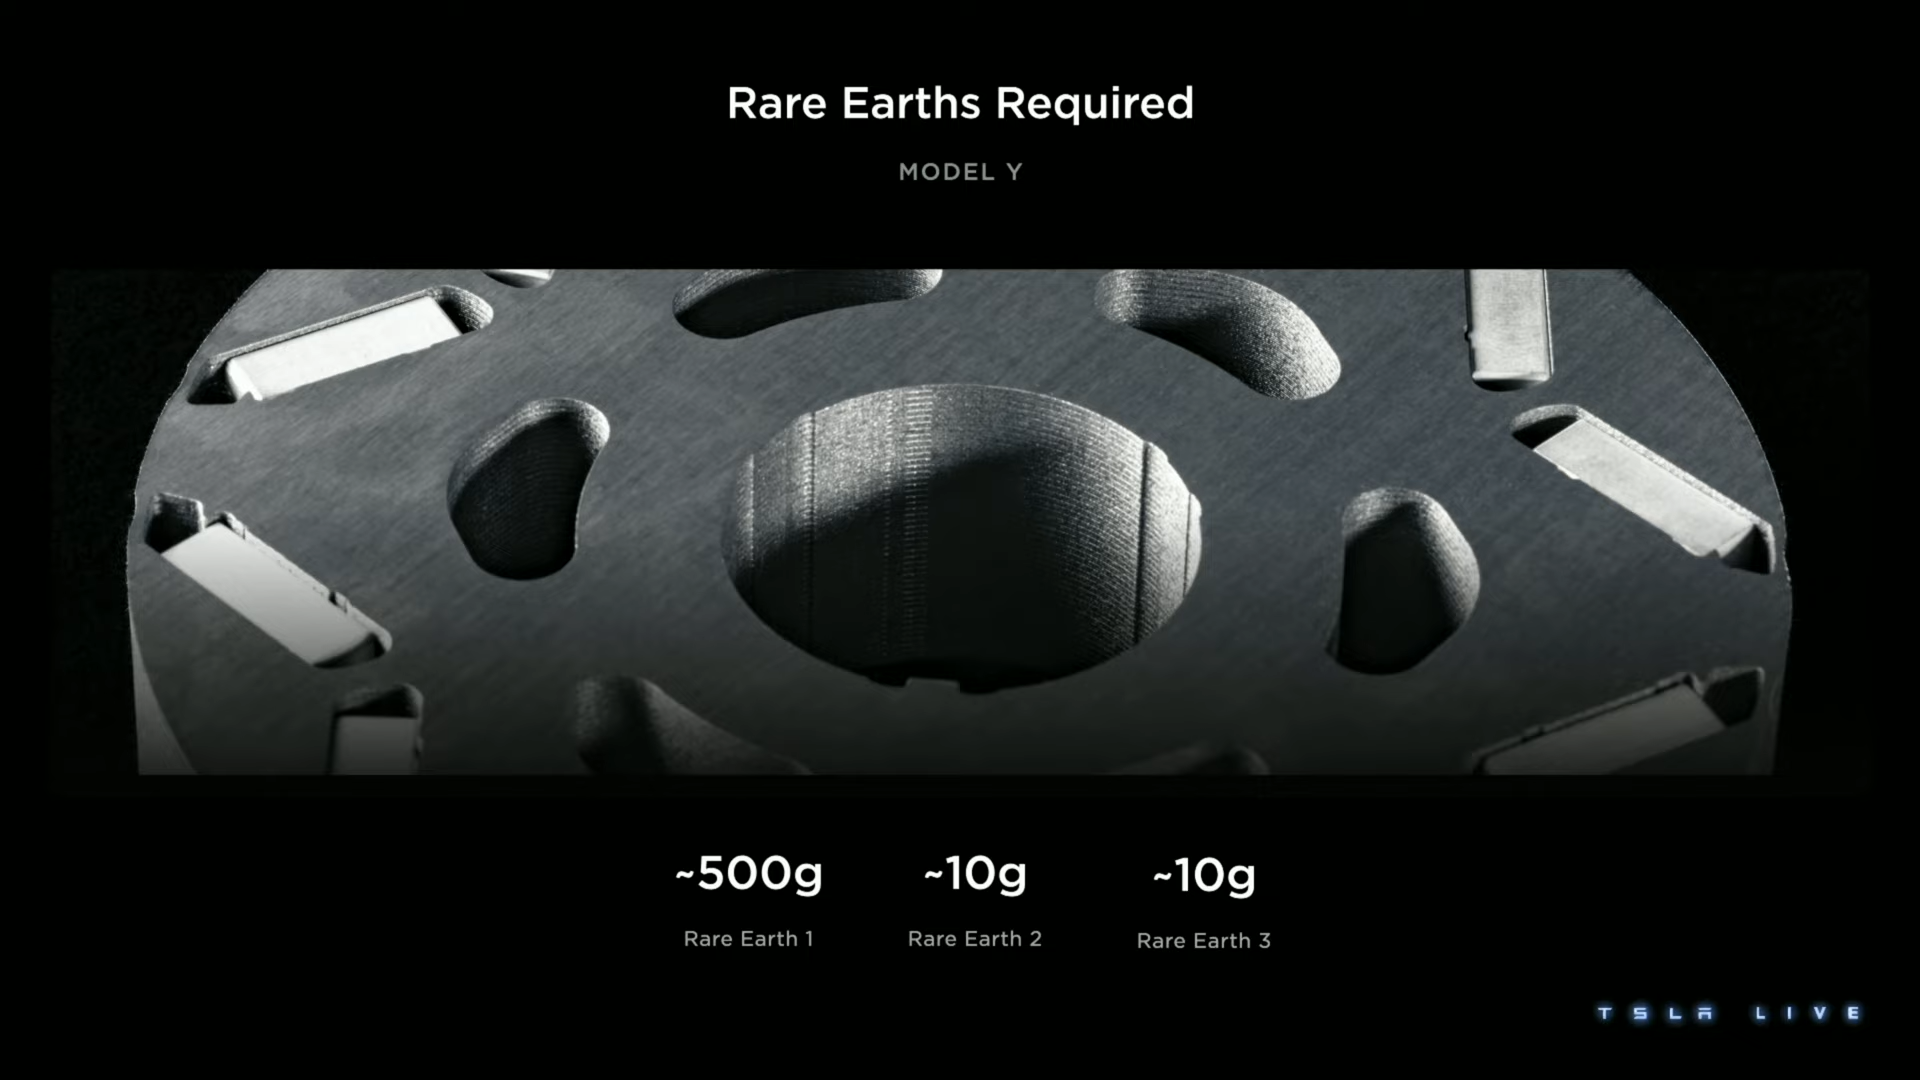 Rare Earths Required
MODEL Y
~500g ~10g ~10g
Rare Earth 1 Rare Earth 2 Rare Earth 3
TSLA LIVE